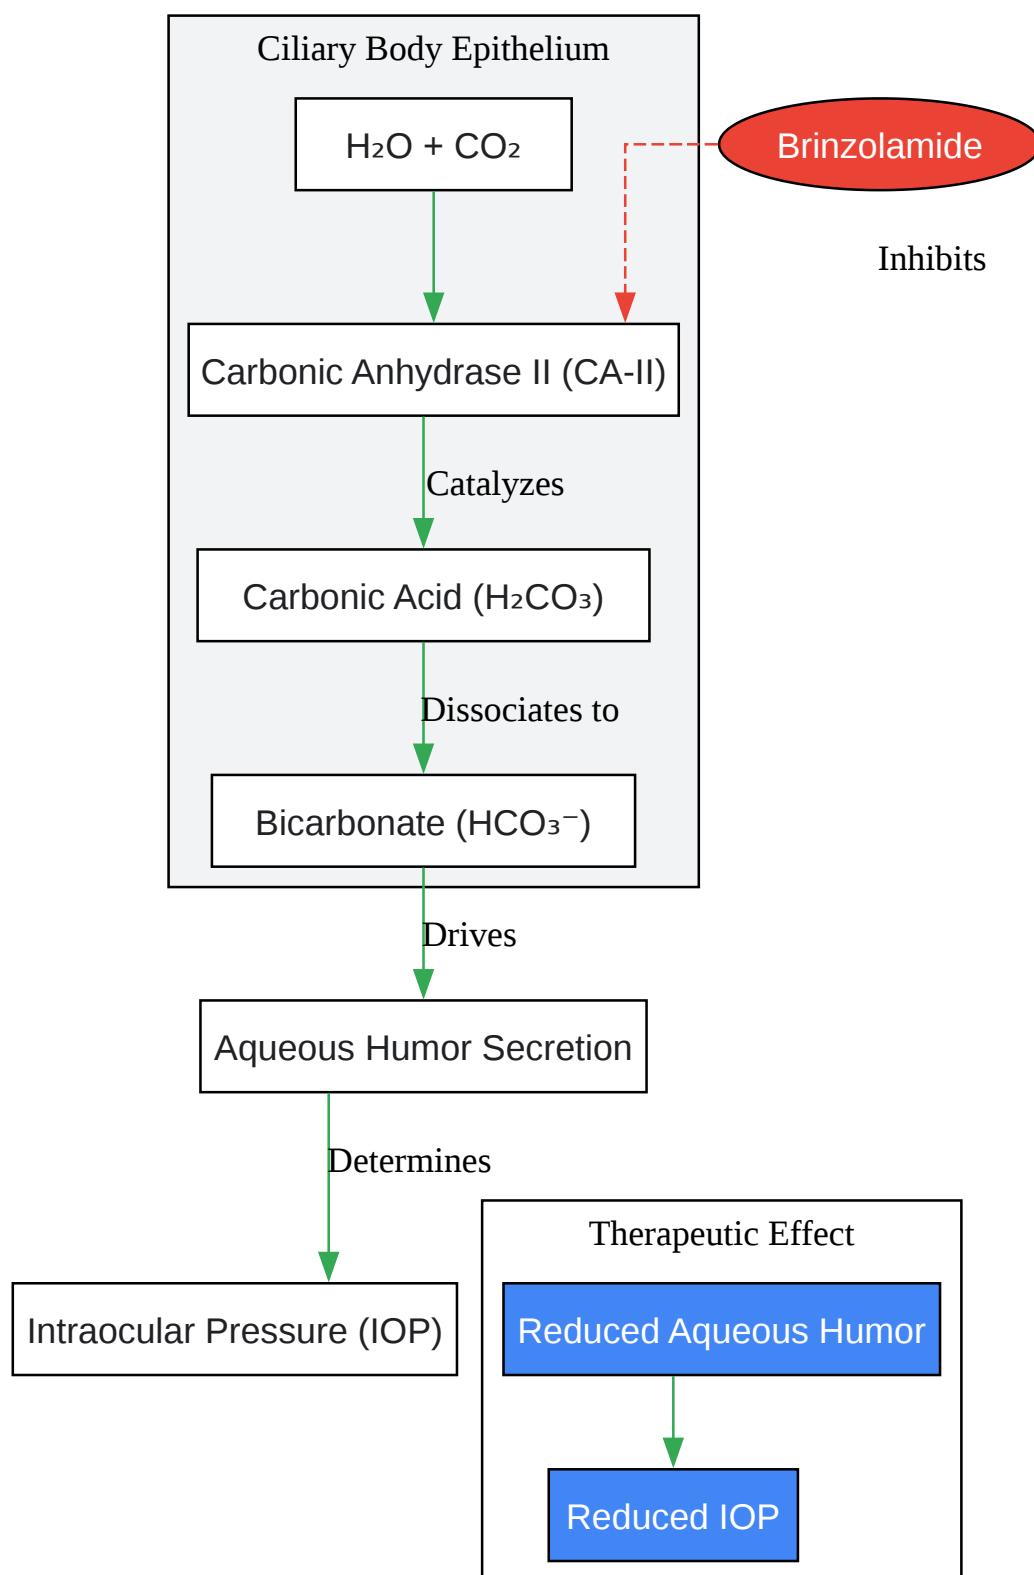 Ciliary Body Epithelium
H₂O + CO₂
Brinzolamide
Inhibits
Carbonic Anhydrase II (CA-II)
Catalyzes
Carbonic Acid (H₂CO₃)
Dissociates to
Bicarbonate (HCO₃⁻)
Drives
Aqueous Humor Secretion
Determines
Therapeutic Effect
Intraocular Pressure (IOP)
Reduced Aqueous Humor
Reduced IOP